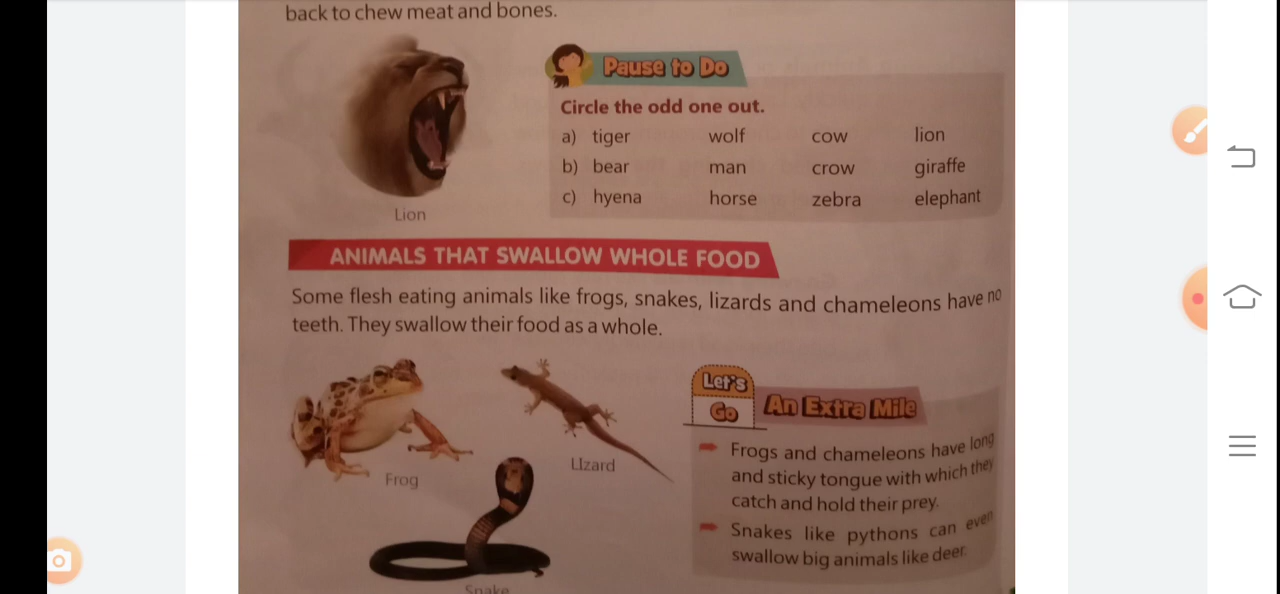 back to chew meat and bones.
Pause to Do
Circle the odd one out.
a) tiger wolf cow lion
b) bear man crow giraffe
c) hyena horse zebra elephant
Lion
ANIMALS THAT SWALLOW WHOLE FOOD
Some flesh eating animals like frogs, snakes, lizards and chameleons have no
teeth. They swallow their food as a whole.
Let's
Go An Extra Mile
Frogs and chameleons have long
and sticky tongue with which they
catch and hold their prey.
Snakes like pythons can even
swallow big animals like deer.
Frog
LIzard
Snake